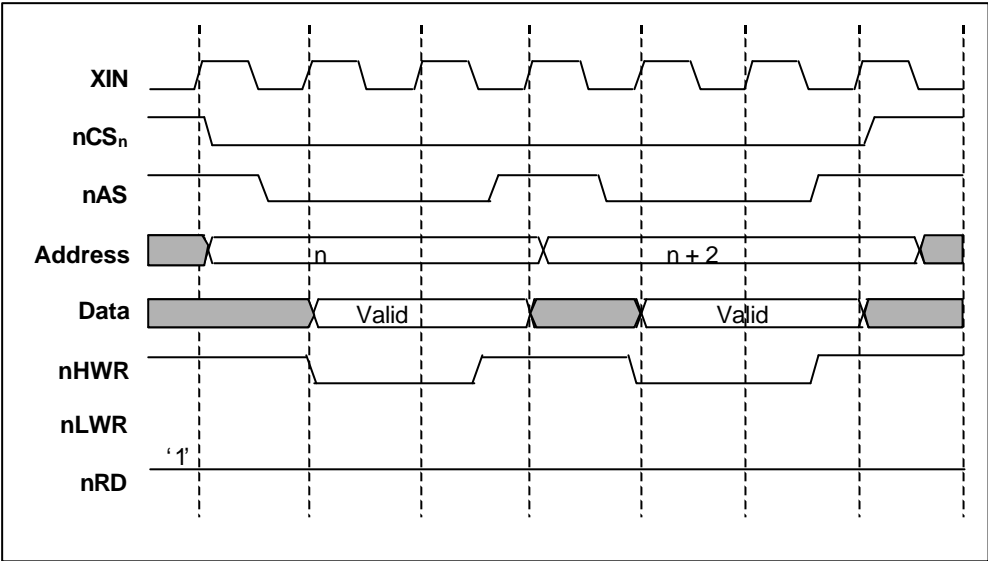 XIN
nCSn
nAS
Address n n + 2
Data Valid Valid
nHWR
nLWR
'1'
nRD